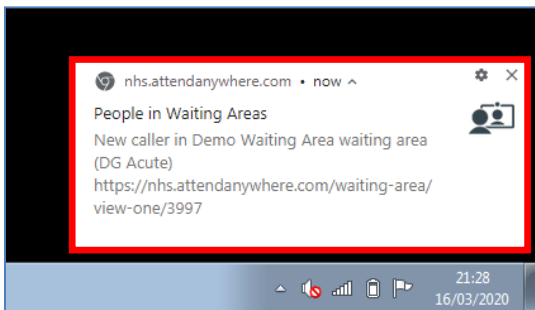 nhs.attendanywhere.com • now
People in Waiting Areas
New caller in Demo Waiting Area waiting area
(DG Acute)
https://nhs.attendanywhere.com/waiting-area/
view-one/3997
21:28
16/03/2020